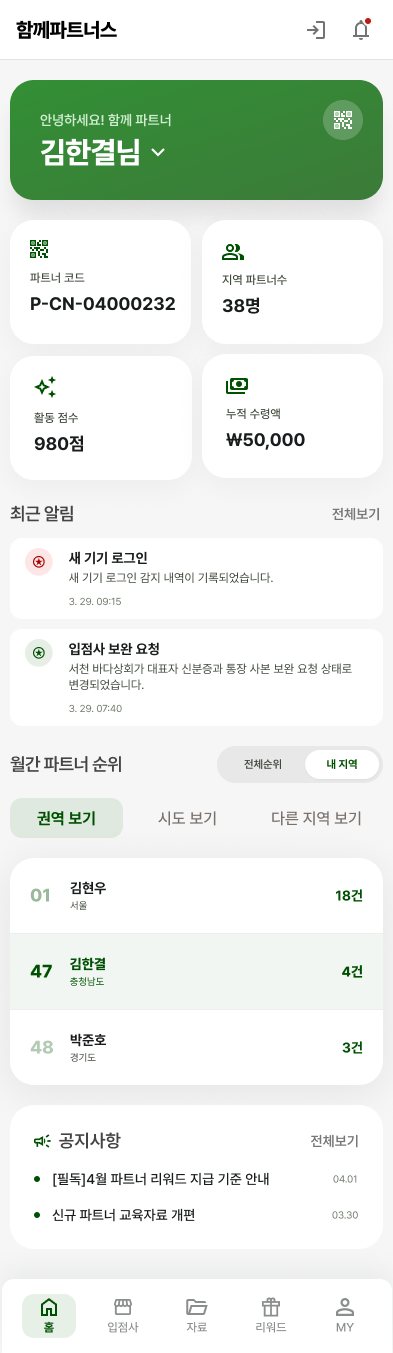 함께파트너스
안녕하세요! 함께 파트너
김한결님
파트너 코드
P-CN-04000232
지역 파트너수
38명
활동 점수
980점
누적 수령액
₩50,000
최근 알림
전체보기
새 기기 로그인
새 기기 로그인 감지 내역이 기록되었습니다.
3. 29. 09:15
입점사 보완 요청
서천 바다상회가 대표자 신분증과 통장 사본 보완 요청 상태로
변경되었습니다.
3. 29. 07:40
월간 파트너 순위
전체순위
내 지역
권역 보기
시도 보기
다른 지역 보기
01
김현우
서울
18건
47
김한결
충청남도
4건
48
박준호
경기도
3건
공지사항
전체보기
[필독]4월 파트너 리워드 지급 기준 안내
04.01
신규 파트너 교육자료 개편
03.30
홈
입점사
자료
리워드
MY